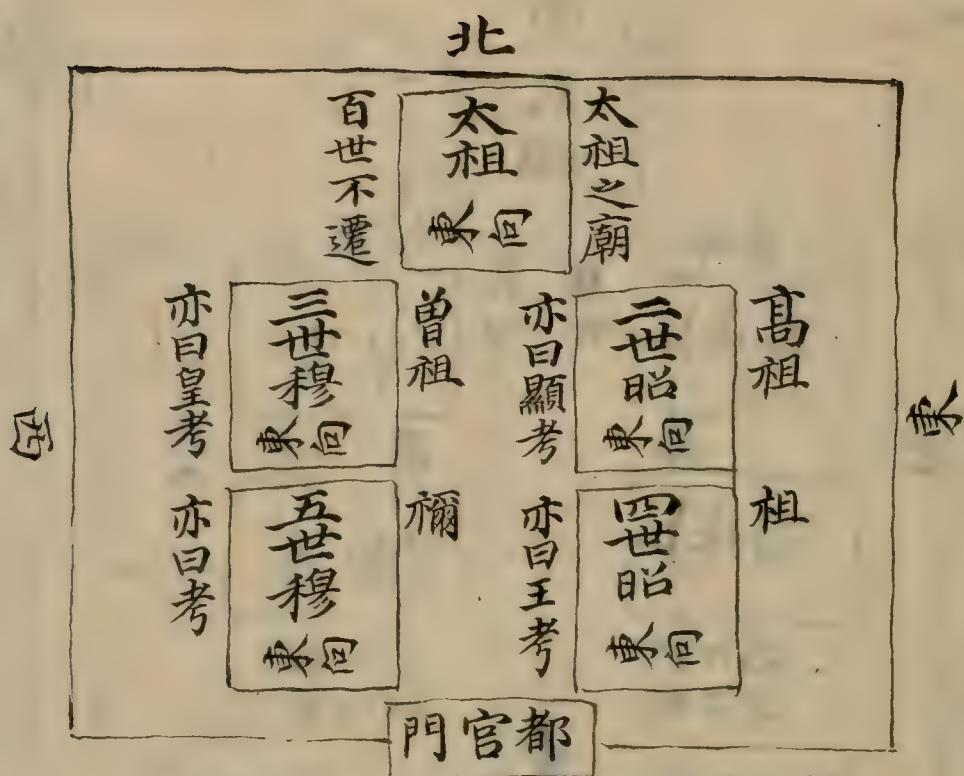 北
太祖之廟
太祖
東向
百世不遷
高祖
二世昭
東向
亦曰顯考
曾祖
三世穆
東向
亦曰皇考
祖
四世昭
東向
亦曰王考
禰
五世穆
東向
亦曰考
東
西
都宫門